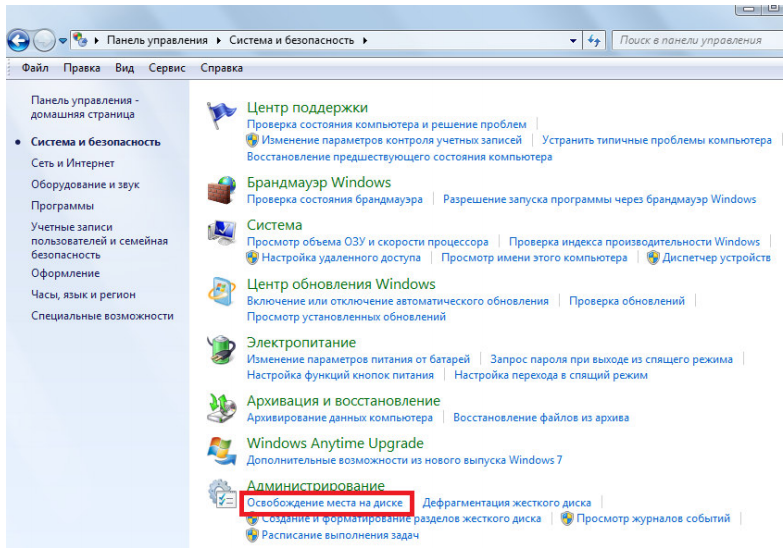 Панель управления ▸ Система и безопасность ▸
Поиск в панели управления
Файл Правка Вид Сервис Справка
Панель управления -
домашняя страница
Система и безопасность
Сеть и Интернет
Оборудование и звук
Программы
Учетные записи
пользователей и семейная
безопасность
Оформление
Часы, язык и регион
Специальные возможности
Центр поддержки
Проверка состояния компьютера и решение проблем
Изменение параметров контроля учетных записей Устранить типичные проблемы компьютера
Восстановление предшествующего состояния компьютера
Брандмауэр Windows
Проверка состояния брандмауэра Разрешение запуска программы через брандмауэр Windows
Система
Просмотр объема ОЗУ и скорости процессора Проверка индекса производительности Windows
Настройка удаленного доступа Просмотр имени этого компьютера Диспетчер устройств
Центр обновления Windows
Включение или отключение автоматического обновления Проверка обновлений
Просмотр установленных обновлений
Электропитание
Изменение параметров питания от батарей Запрос пароля при выходе из спящего режима
Настройка функций кнопок питания Настройка перехода в спящий режим
Архивация и восстановление
Архивирование данных компьютера Восстановление файлов из архива
Windows Anytime Upgrade
Дополнительные возможности из нового выпуска Windows 7
Администрирование
Освобождение места на диске Дефрагментация жесткого диска
Создание и форматирование разделов жесткого диска Просмотр журналов событий
Расписание выполнения задач